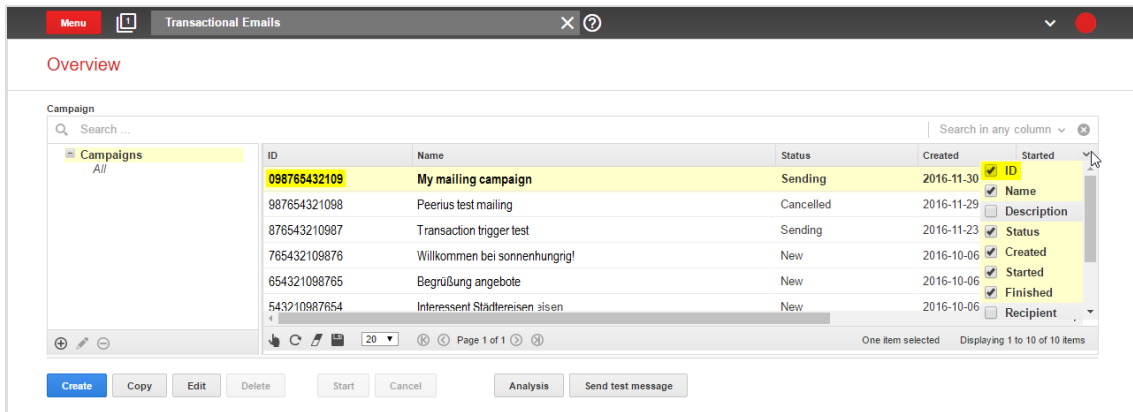 Menu 1 Transactional Emails
Overview
Campaign
Search ... Search in any column
Campaigns
All
ID Name Status Created Started
098765432109 My mailing campaign Sending 2016-11-30
987654321098 Peerius test mailing Cancelled 2016-11-29
876543210987 Transaction trigger test Sending 2016-11-23
765432109876 Willkommen bei sonnenhungrig! New 2016-10-06
654321098765 Begrüßung angebote New 2016-10-06
543210987654 Interessent Städtereisen eisen New 2016-10-06
ID
Name
Description
Status
Created
Started
Finished
Recipient
20 Page 1 of 1 One item selected Displaying 1 to 10 of 10 items
Create Copy Edit Delete Start Cancel Analysis Send test message